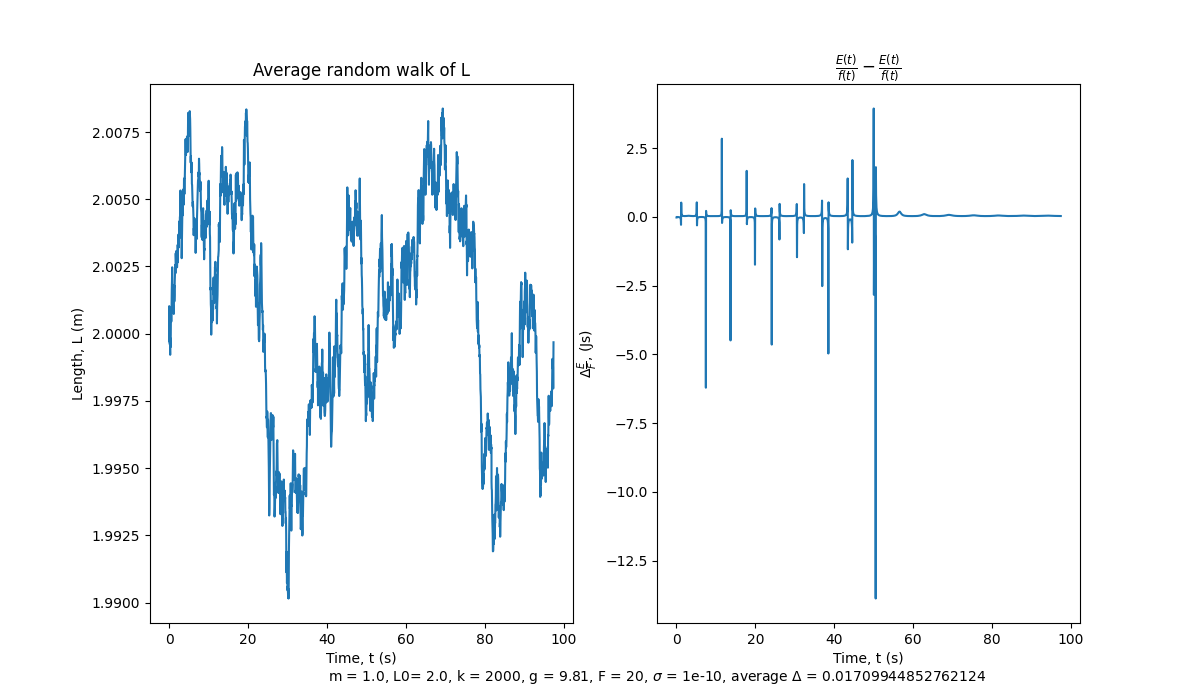 Average random walk of L
E(t)/f(t) − E(t)/f(t)
2.0075
2.0050
2.0025
2.0000
1.9975
1.9950
1.9925
1.9900
Length, L (m)
0 20 40 60 80 100
Time, t (s)
2.5
0.0
−2.5
−5.0
−7.5
−10.0
−12.5
Δ E/F, (Js)
0 20 40 60 80 100
Time, t (s)
m = 1.0, L0= 2.0, k = 2000, g = 9.81, F = 20, σ = 1e-10, average Δ = 0.01709944852762124